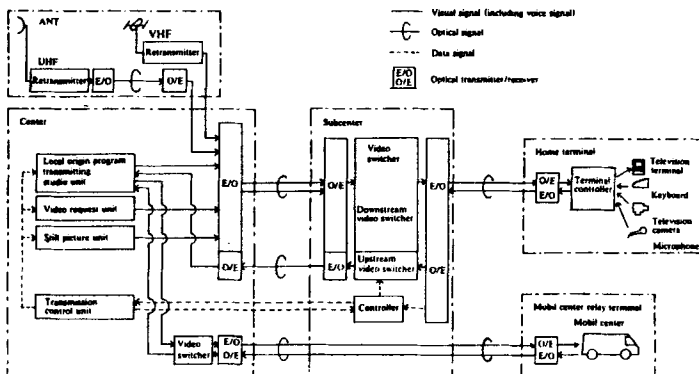 ANT
VHF
Retransmitter
UHF
Retransmitter
E/O
O/E
Visual signal (including voice signal)
Optical signal
Data signal
E/O
O/E
Optical transmitter/receiver
Center
Local origin program
transmitting
studio unit
Video request unit
Still picture unit
Transmission
control unit
Video
switcher
E/O
O/E
E/O
O/E
Subcenter
O/E
E/O
Video
switcher
Downstream
video switcher
Upstream
video switcher
Controller
E/O
O/E
Home terminal
O/E
E/O
Terminal
controller
Television
terminal
Keyboard
Television
camera
Microphone
Mobil center relay terminal
Mobil center
O/E
E/O